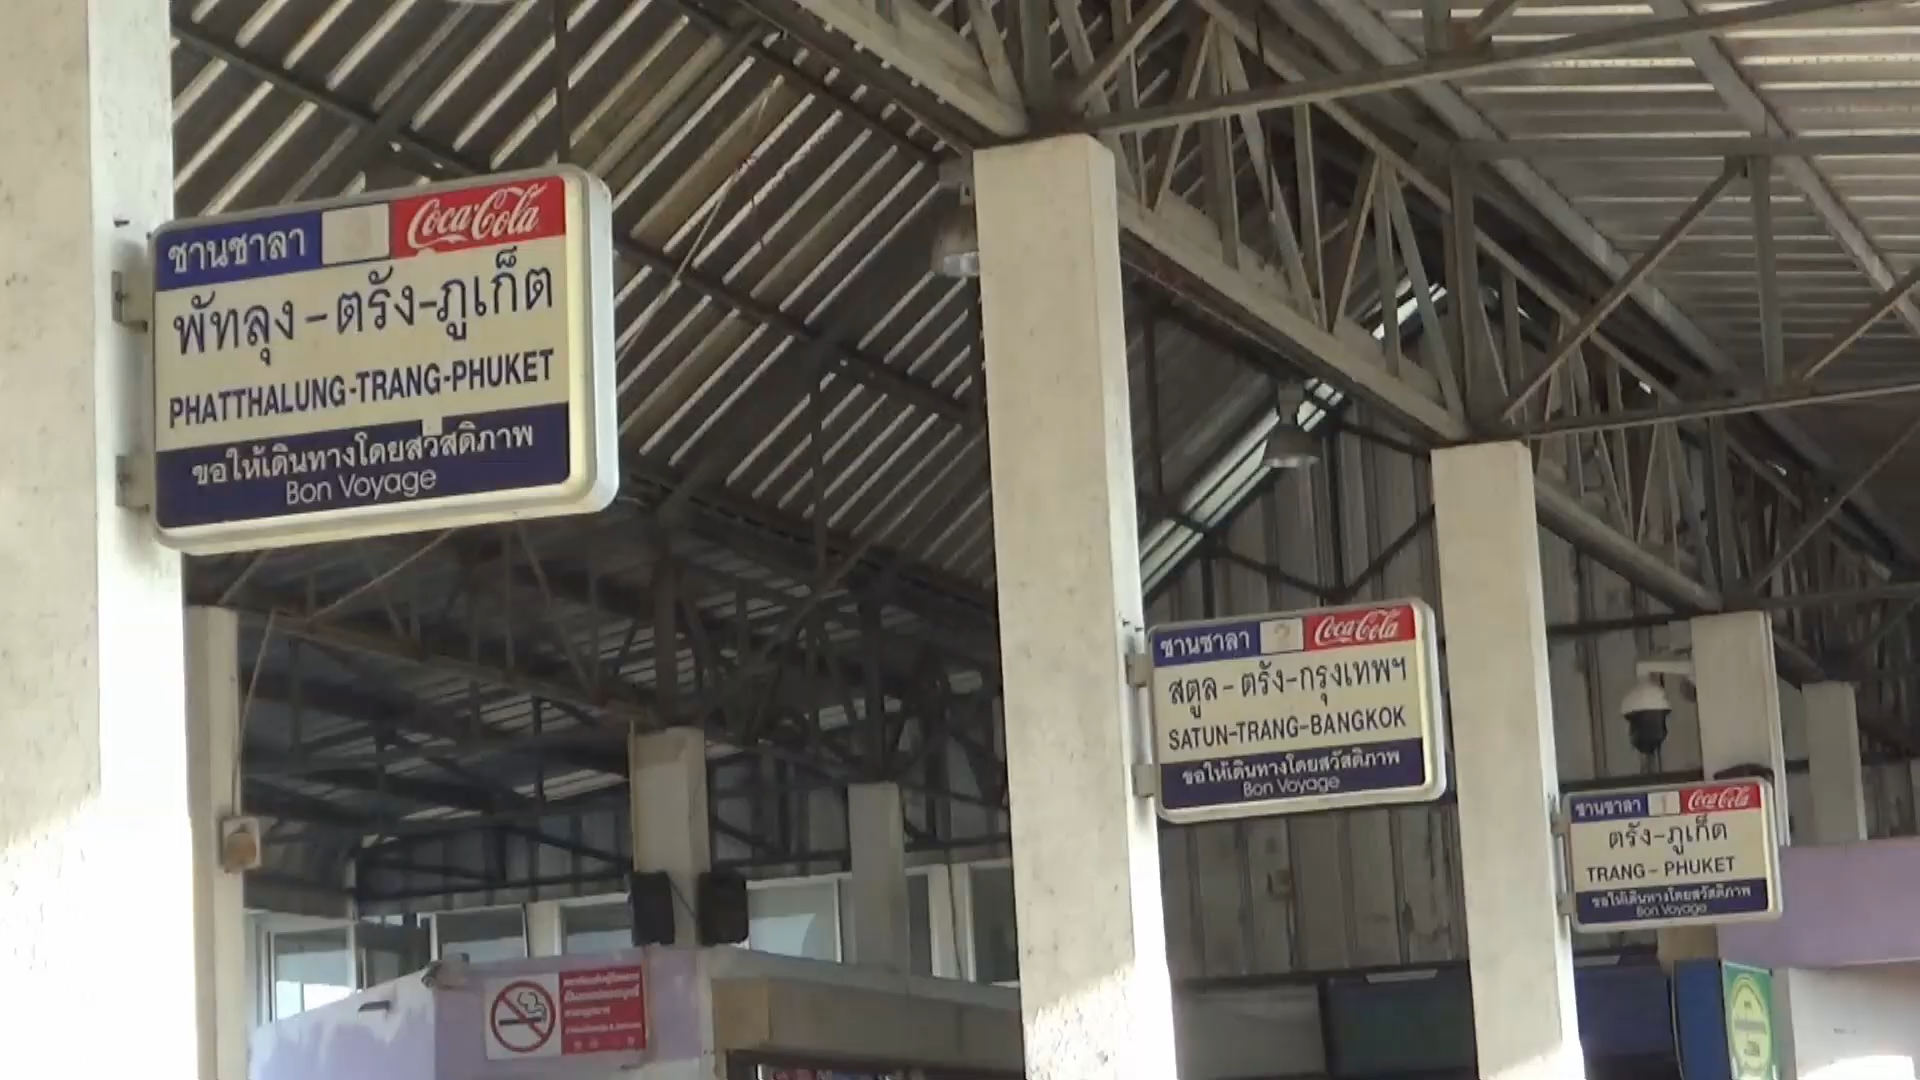 ชานชาลา Coca-Cola
พัทลุง-ตรัง-ภูเก็ต
PHATTHALUNG-TRANG-PHUKET
ขอให้เดินทางโดยสวัสดิภาพ
Bon Voyage
ชานชาลา 2 Coca-Cola
สตูล-ตรัง-กรุงเทพฯ
SATUN-TRANG-BANGKOK
ขอให้เดินทางโดยสวัสดิภาพ
Bon Voyage
ชานชาลา 1 Coca-Cola
ตรัง-ภูเก็ต
TRANG-PHUKET
ขอให้เดินทางโดยสวัสดิภาพ
Bon Voyage